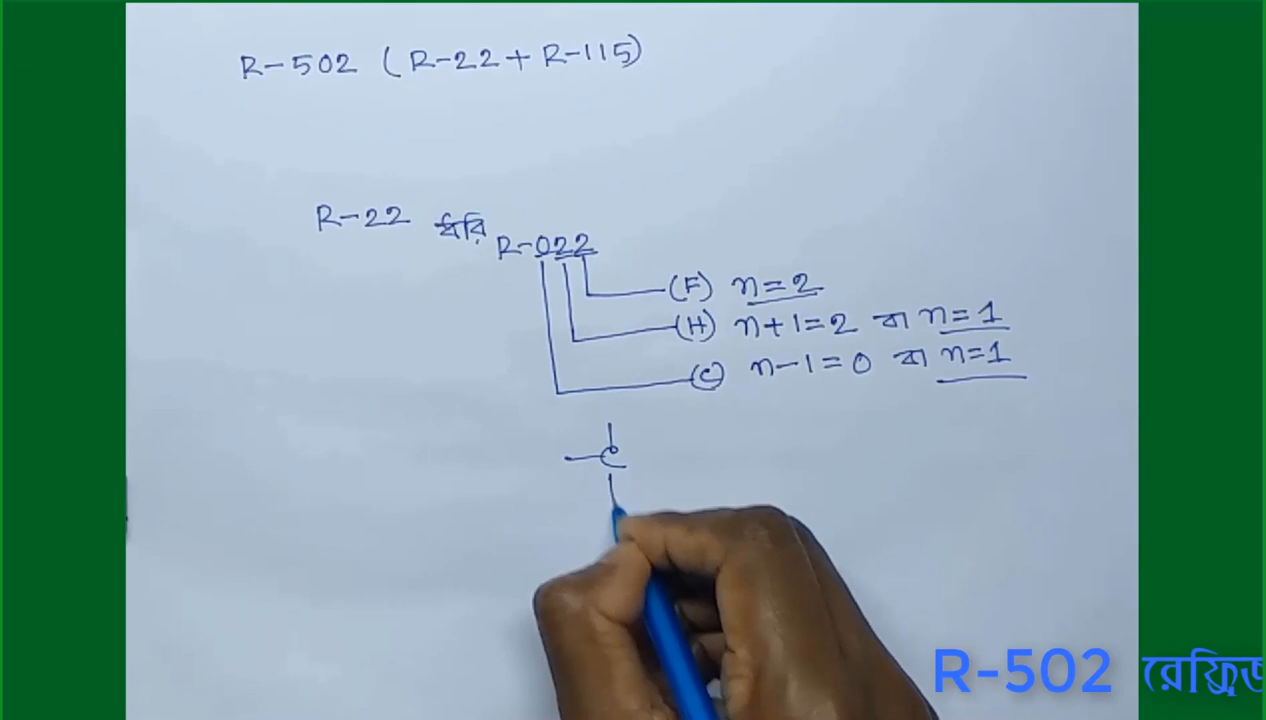 R-502 (R-22+R-115)
R-22 ধরি R-022
(F) n=2
(H) n+1=2 বা n=1
(C) n-1=0 বা n=1
C
R-502 রেফ্রিজ